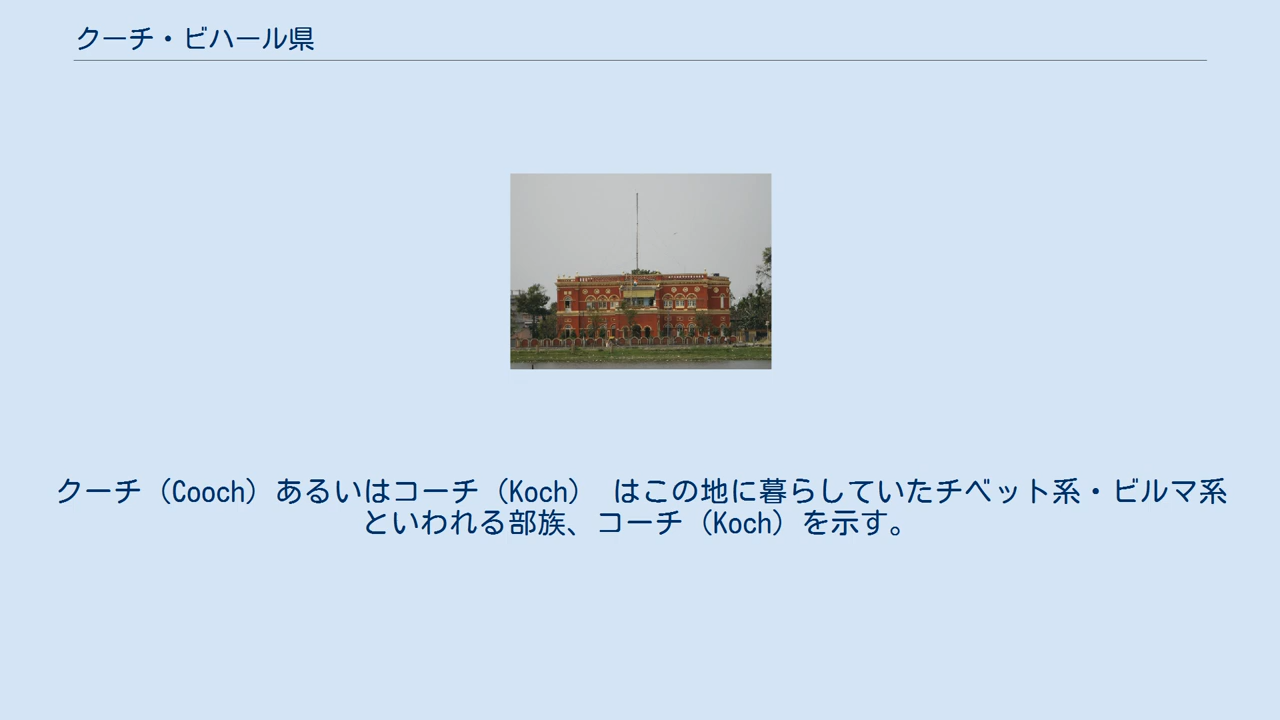 クーチ・ビハール県
クーチ（Cooch）あるいはコーチ（Koch） はこの地に暮らしていたチベット系・ビルマ系
といわれる部族、コーチ（Koch）を示す。